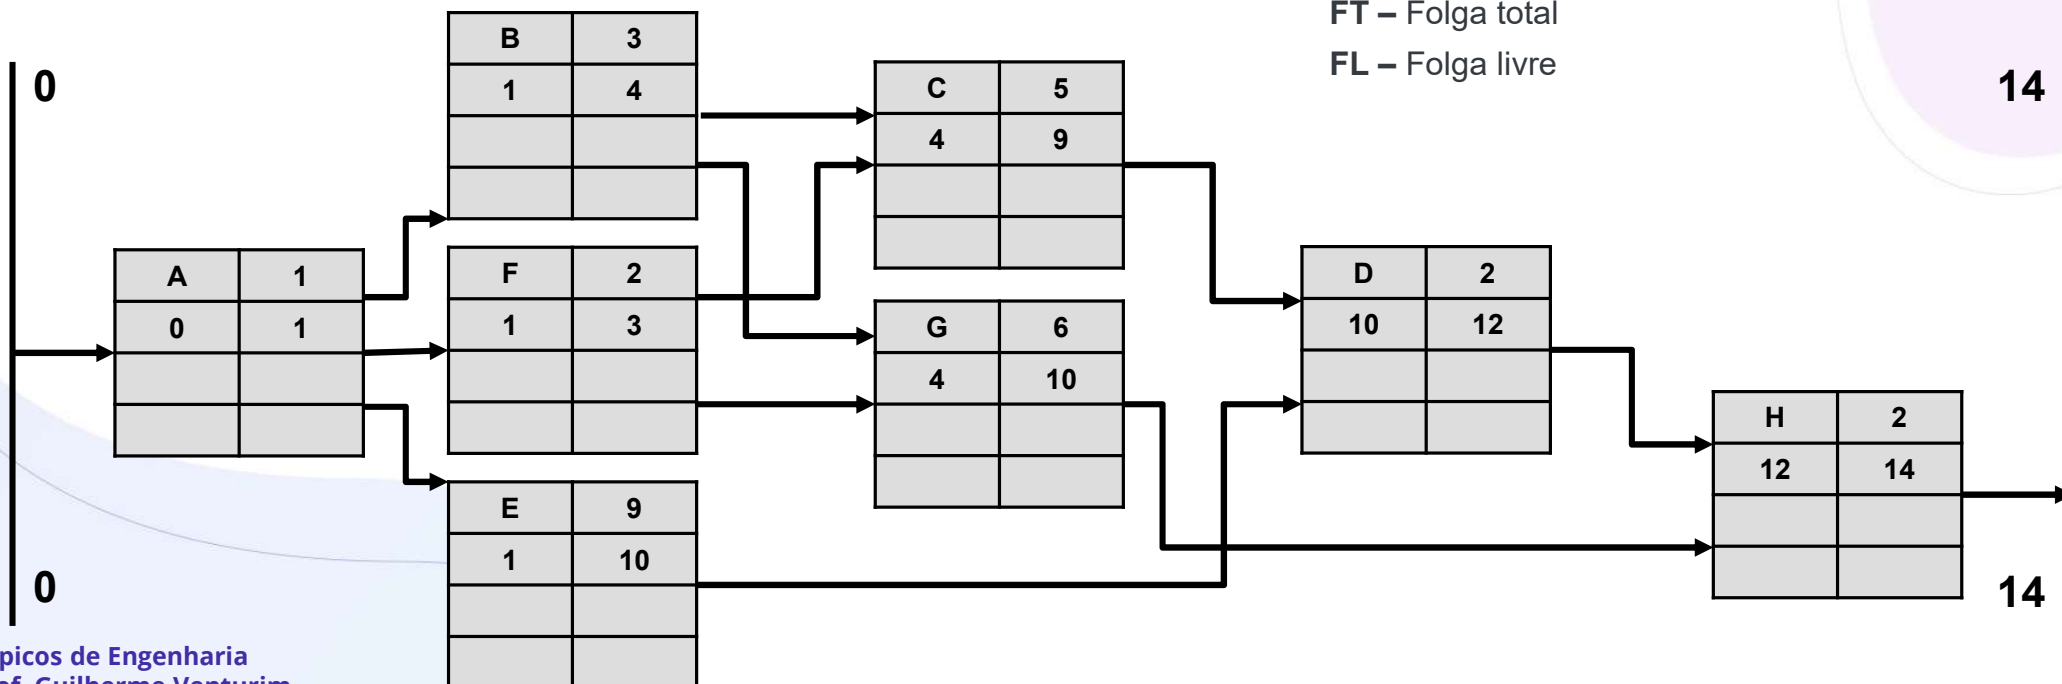 FT – Folga total
FL – Folga livre
0
14
B 3
1 4
C 5
4 9
A 1
0 1
F 2
1 3
G 6
4 10
D 2
10 12
H 2
12 14
E 9
1 10
0
14
picos de Engenharia